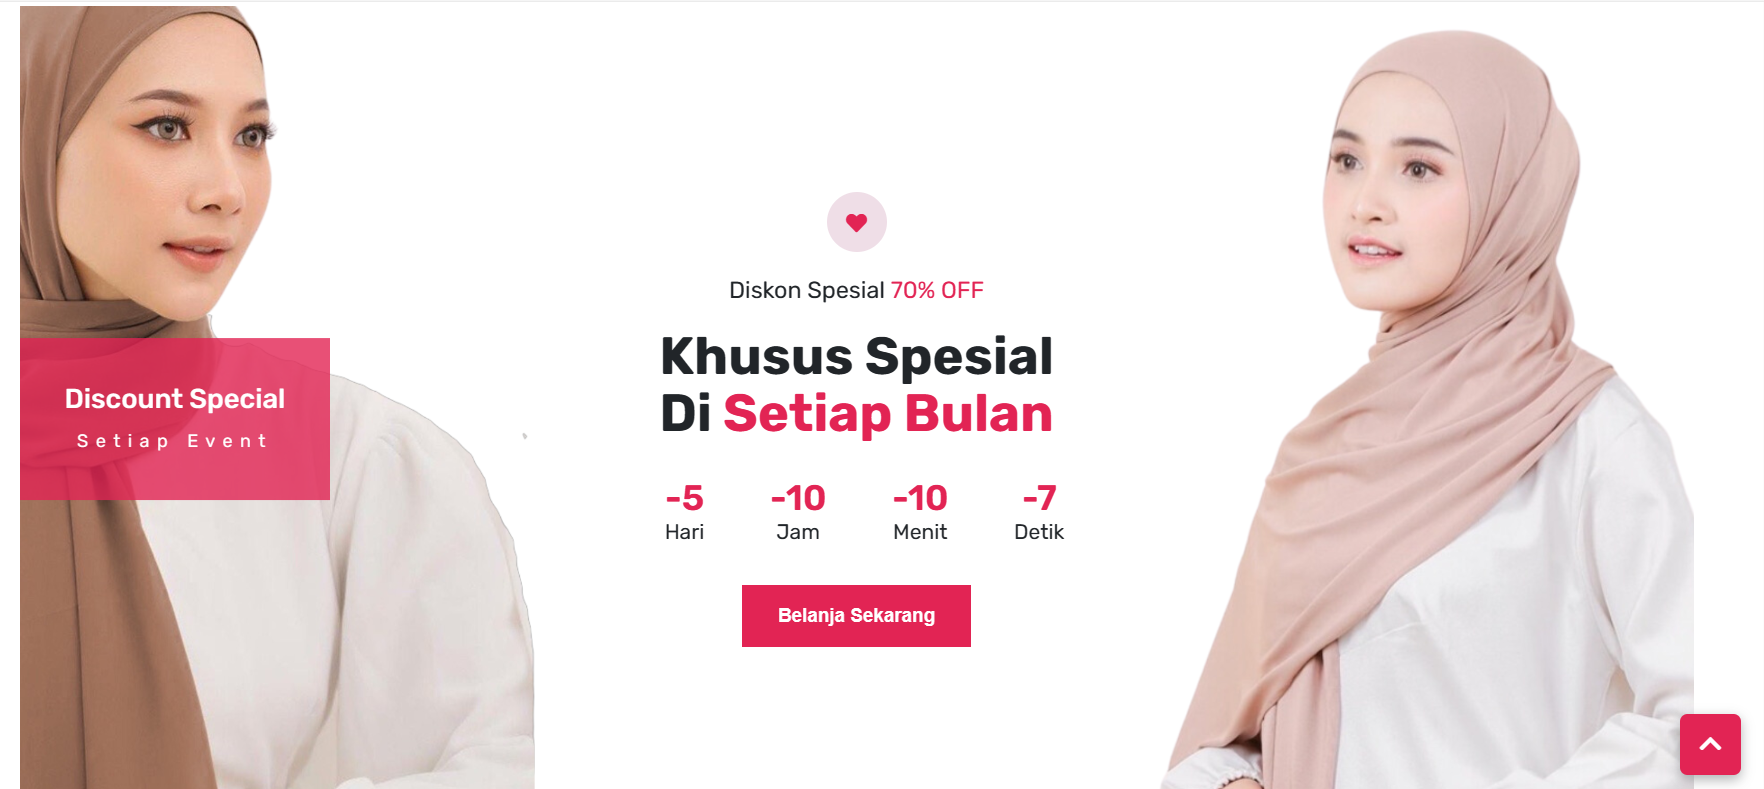 Discount Special
Setiap Event
Diskon Spesial 70% OFF
Khusus Spesial
Di Setiap Bulan
-5 -10 -10 -7
Hari Jam Menit Detik
Belanja Sekarang